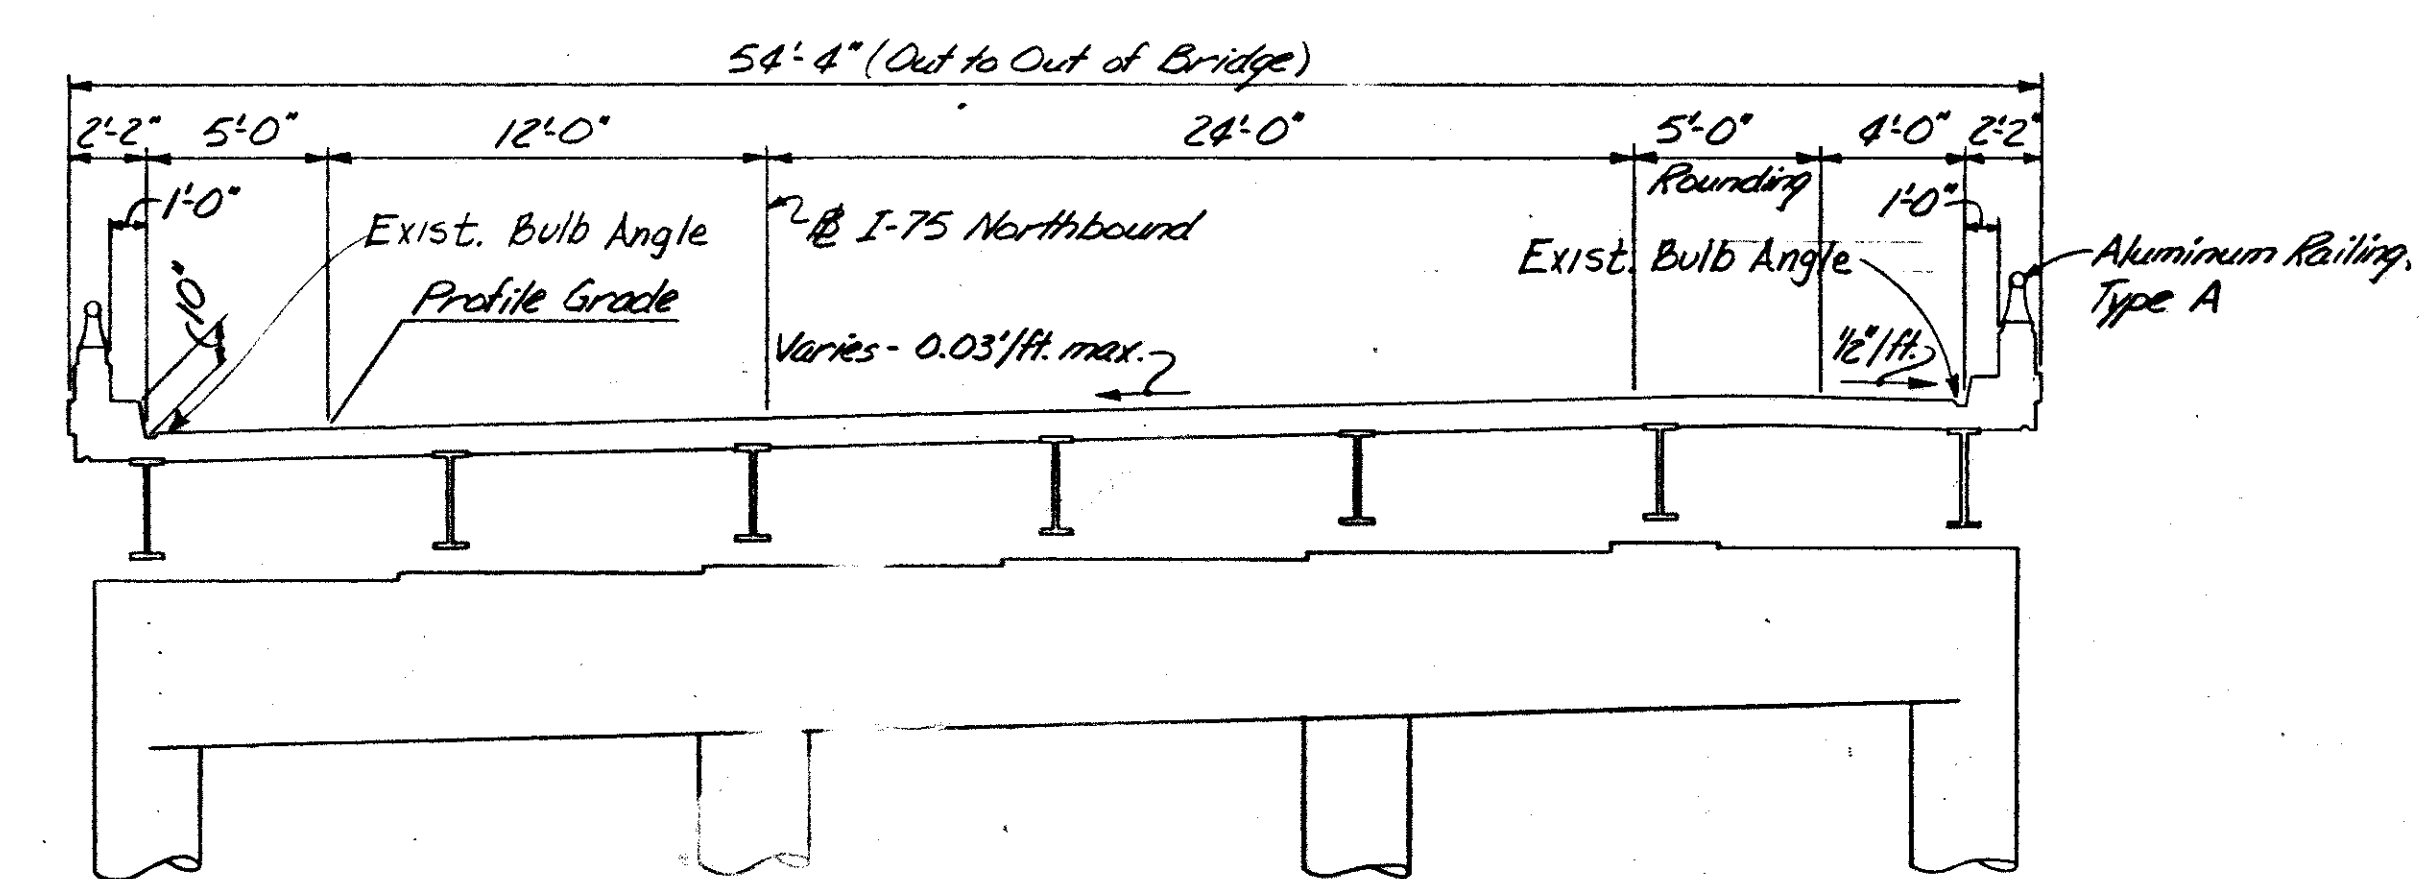 54'-4" (Out to Out of Bridge)
2'-2" 5'-0" 12'-0" 24'-0" 5'-0" 4'-0" 2'-2"
Rounding
1'-0" 1'-0"
Exist. Bulb Angle
℄ I-75 Northbound
Exist. Bulb Angle
Aluminum Railing,
Type A
10"
Profile Grade
Varies - 0.03'/ft. max.
1/2"/ft.